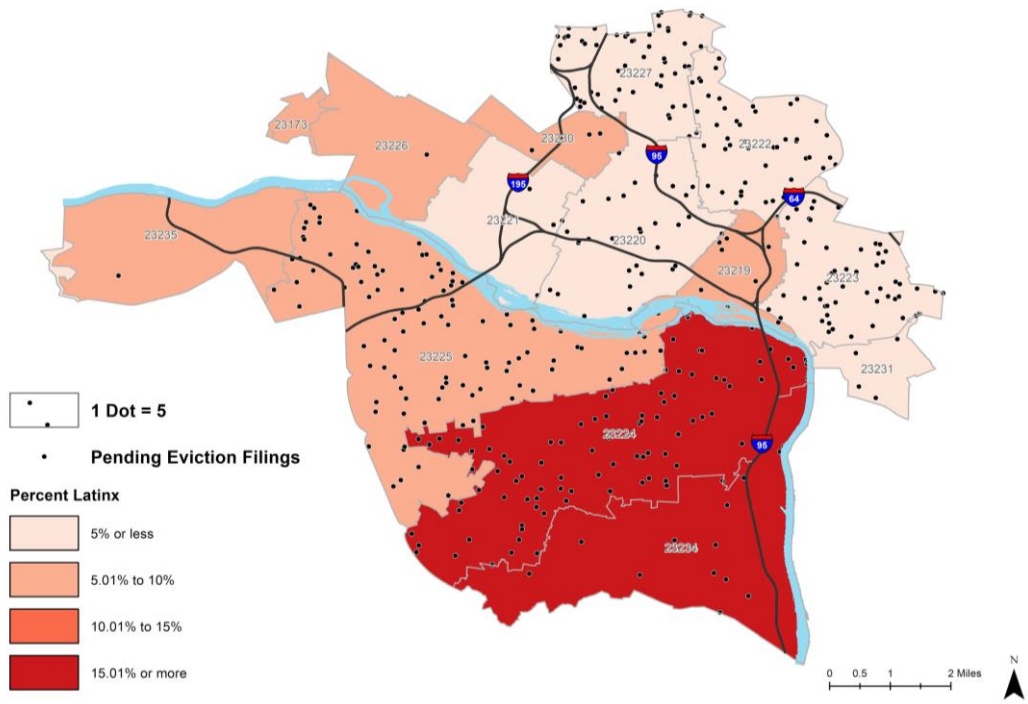 23227
23173
23230
23226
23222
95
195
64
23221
23235
23220
23219
23223
23225
23231
1 Dot = 5
23224
95
Pending Eviction Filings
Percent Latinx
5% or less
23234
5.01% to 10%
10.01% to 15%
15.01% or more
N
0 0.5 1 2 Miles